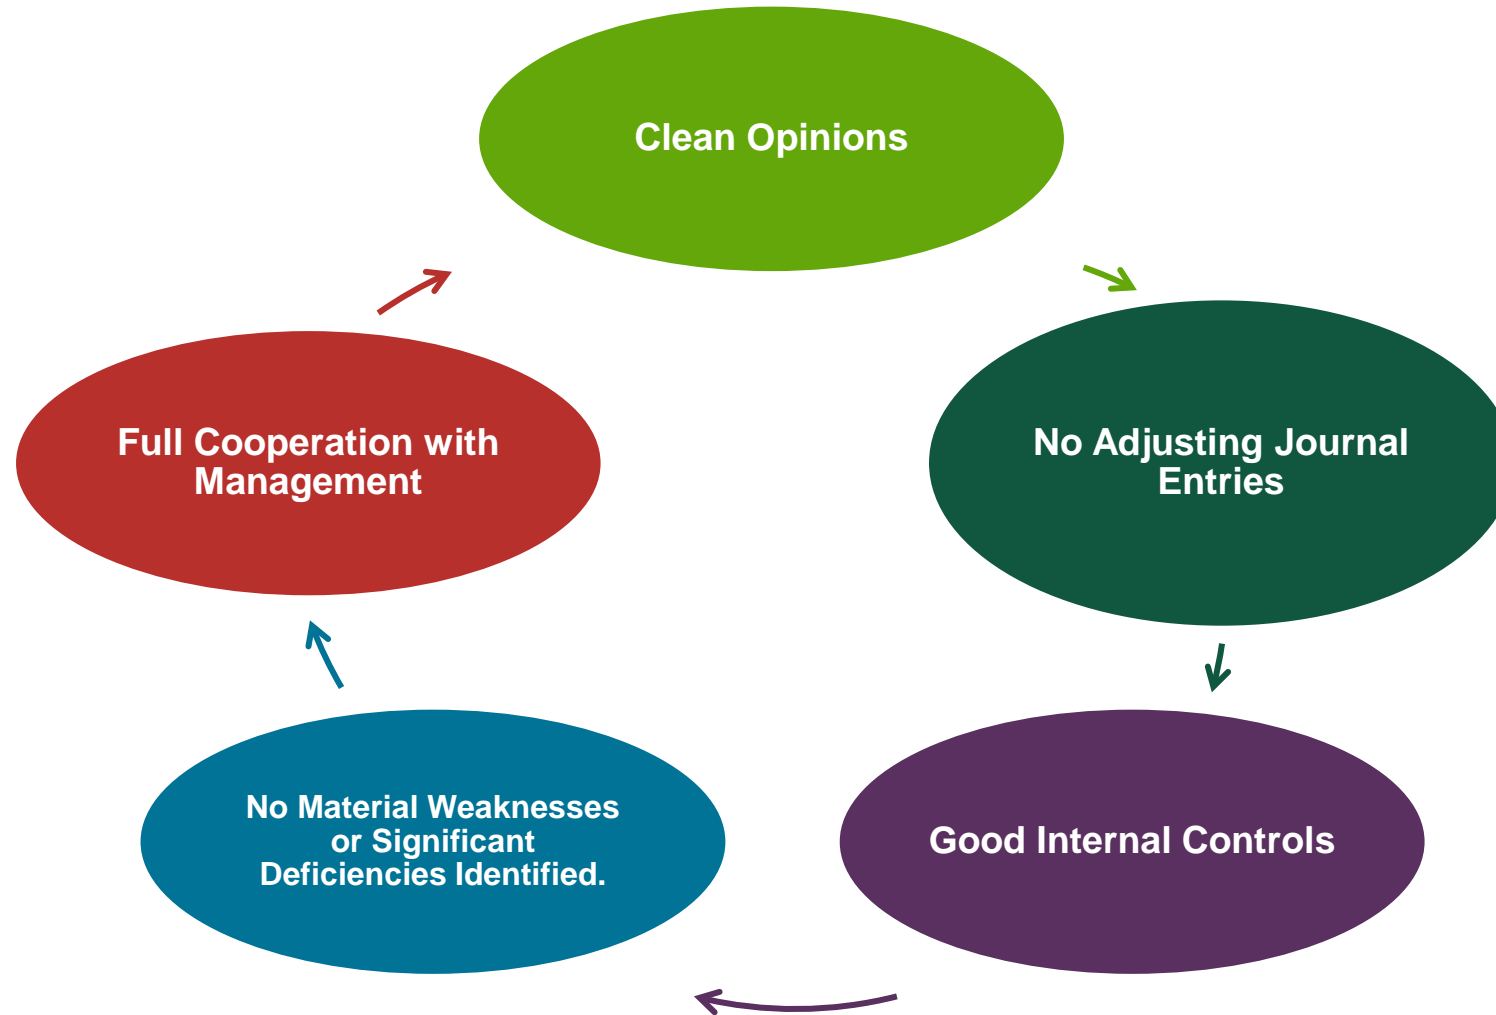 Clean Opinions
No Adjusting Journal
Entries
Good Internal Controls
No Material Weaknesses
or Significant
Deficiencies Identified.
Full Cooperation with
Management